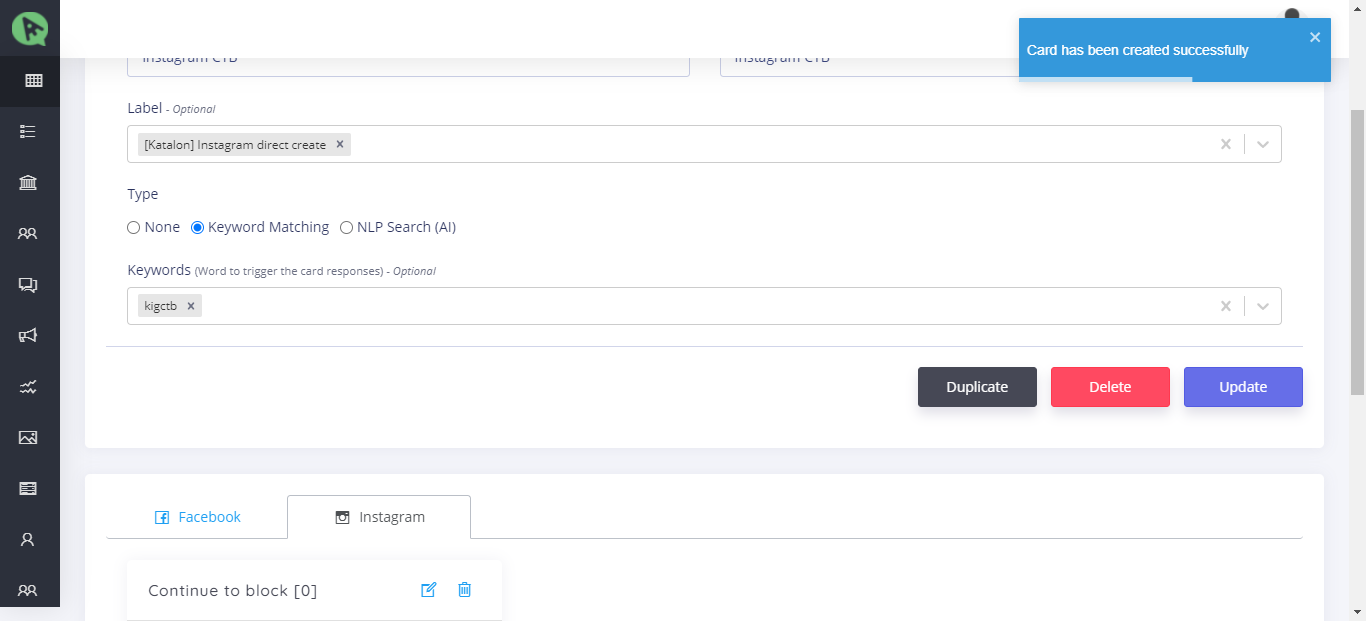 Card has been created successfully
Instagram CTB Instagram CTB
Label - Optional
[Katalon] Instagram direct create
Type
None Keyword Matching NLP Search (AI)
Keywords (Word to trigger the card responses) - Optional
kigctb
Duplicate Delete Update
Facebook Instagram
Continue to block [0]